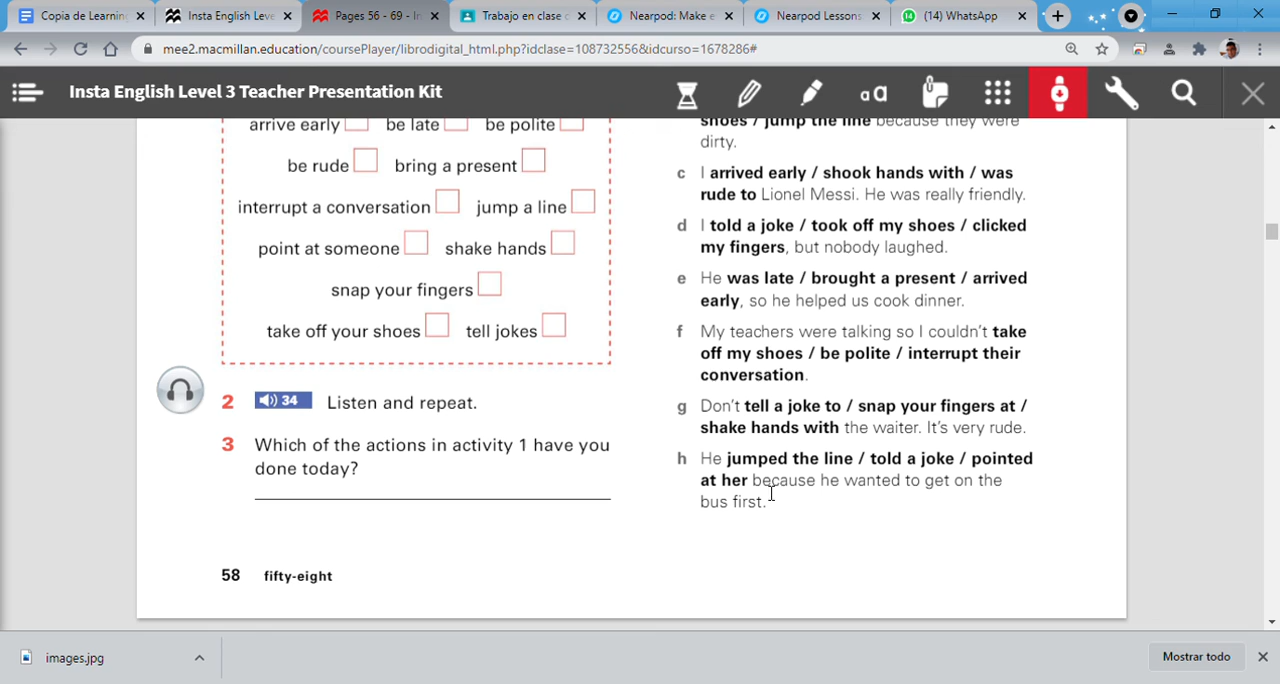 Copia de Learnin
Insta English Leve
Pages 56 - 69 - In
Trabajo en clase d
Nearpod: Make e
Nearpod Lessons
(14) WhatsApp
mee2.macmillan.education/coursePlayer/librodigital_html.php?idclase=108732556&idcurso=1678286#
Insta English Level 3 Teacher Presentation Kit
a a
arrive early be late be polite
be rude bring a present
interrupt a conversation jump a line
point at someone shake hands
snap your fingers
take off your shoes tell jokes
2 34 Listen and repeat.
3 Which of the actions in activity 1 have you
done today?
58 fifty-eight
shoes / jump the line because they were
dirty.
c I arrived early / shook hands with / was
rude to Lionel Messi. He was really friendly.
d I told a joke / took off my shoes / clicked
my fingers, but nobody laughed.
e He was late / brought a present / arrived
early, so he helped us cook dinner.
f My teachers were talking so I couldn't take
off my shoes / be polite / interrupt their
conversation.
g Don't tell a joke to / snap your fingers at /
shake hands with the waiter. It's very rude.
h He jumped the line / told a joke / pointed
at her because he wanted to get on the
bus first.
images.jpg
Mostrar todo